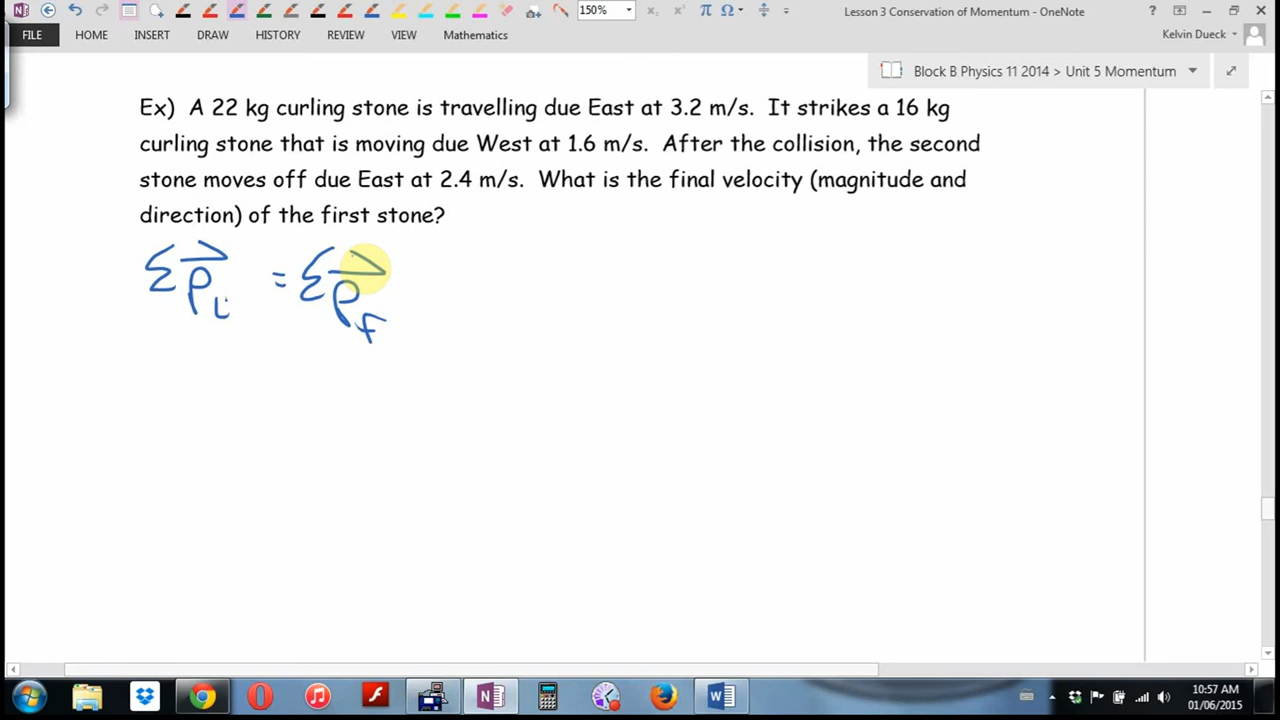 150%
Lesson 3 Conservation of Momentum - OneNote
FILE HOME INSERT DRAW HISTORY REVIEW VIEW Mathematics
Kelvin Dueck
Block B Physics 11 2014 > Unit 5 Momentum
Ex) A 22 kg curling stone is travelling due East at 3.2 m/s. It strikes a 16 kg
curling stone that is moving due West at 1.6 m/s. After the collision, the second
stone moves off due East at 2.4 m/s. What is the final velocity (magnitude and
direction) of the first stone?
Σp⃗i = Σp⃗f
10:57 AM
01/06/2015